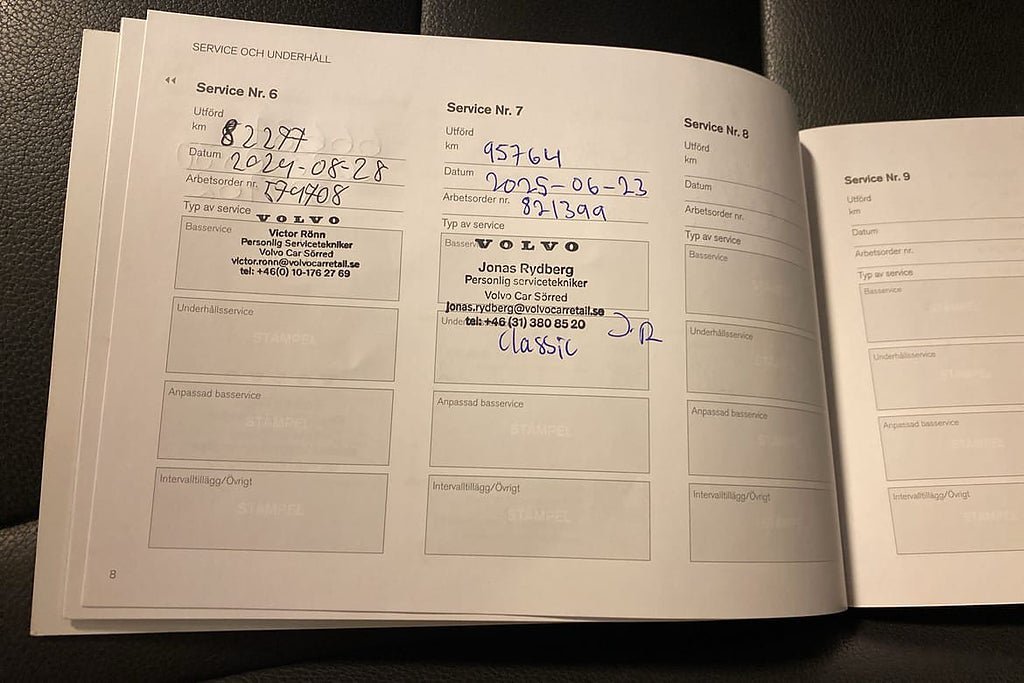 SERVICE OCH UNDERHÅLL
Service Nr. 6
Utförd
km 82277
Datum 2024-08-28
Arbetsorder nr. 579708
Typ av service
VOLVO
Basservice
Victor Rönn
Personlig Servicetekniker
Volvo Car Sörred
victor.ronn@volvocarretail.se
tel: +46(0) 10-176 27 69
Underhållsservice
STÄMPEL
Anpassad basservice
STÄMPEL
Intervalltillägg/Övrigt
STÄMPEL
8
Service Nr. 7
Utförd
km 95764
Datum 2025-06-23
Arbetsorder nr. 821399
Typ av service
VOLVO
Jonas Rydberg
Personlig servicetekniker
Volvo Car Sörred
jonas.rydberg@volvocarretail.se
tel: +46 (31) 380 85 20
J.R
Classic
Anpassad basservice
STÄMPEL
Intervalltillägg/Övrigt
STÄMPEL
Service Nr. 8
Utförd
km
Datum
Arbetsorder nr.
Typ av service
Basservice
Underhållsservice
Anpassad basservice
Intervalltillägg/Övrigt
Service Nr. 9
Utförd
km
Datum
Arbetsorder nr.
Typ av service
Basservice
Underhållsservice
Anpassad basservice
Intervalltillägg/Övrigt
STÄMPEL